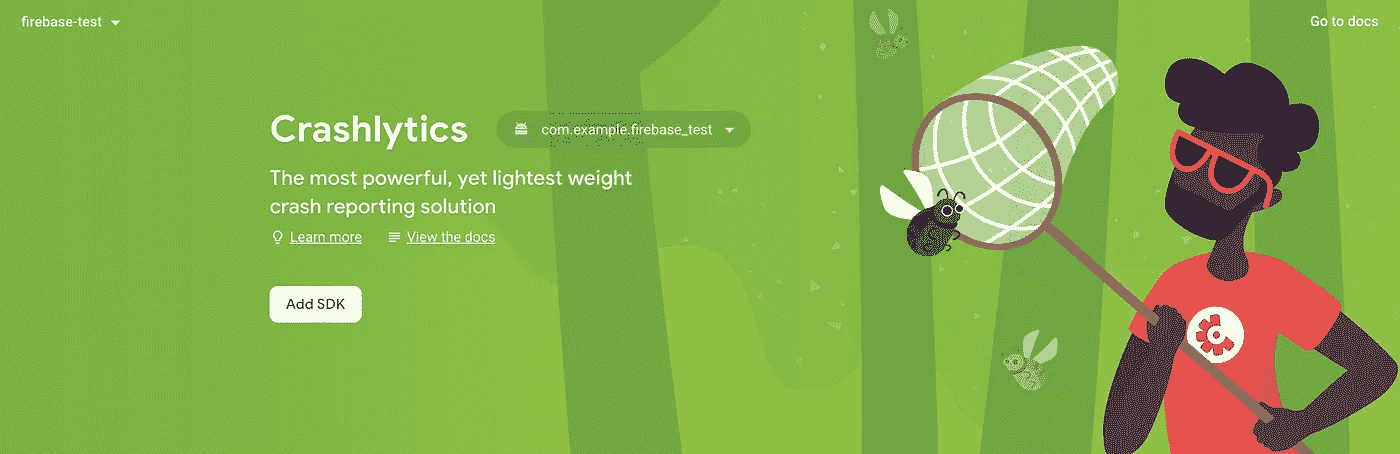 firebase-test
Go to docs
Crashlytics
com.example.firebase_test
The most powerful, yet lightest weight
crash reporting solution
Learn more
View the docs
Add SDK